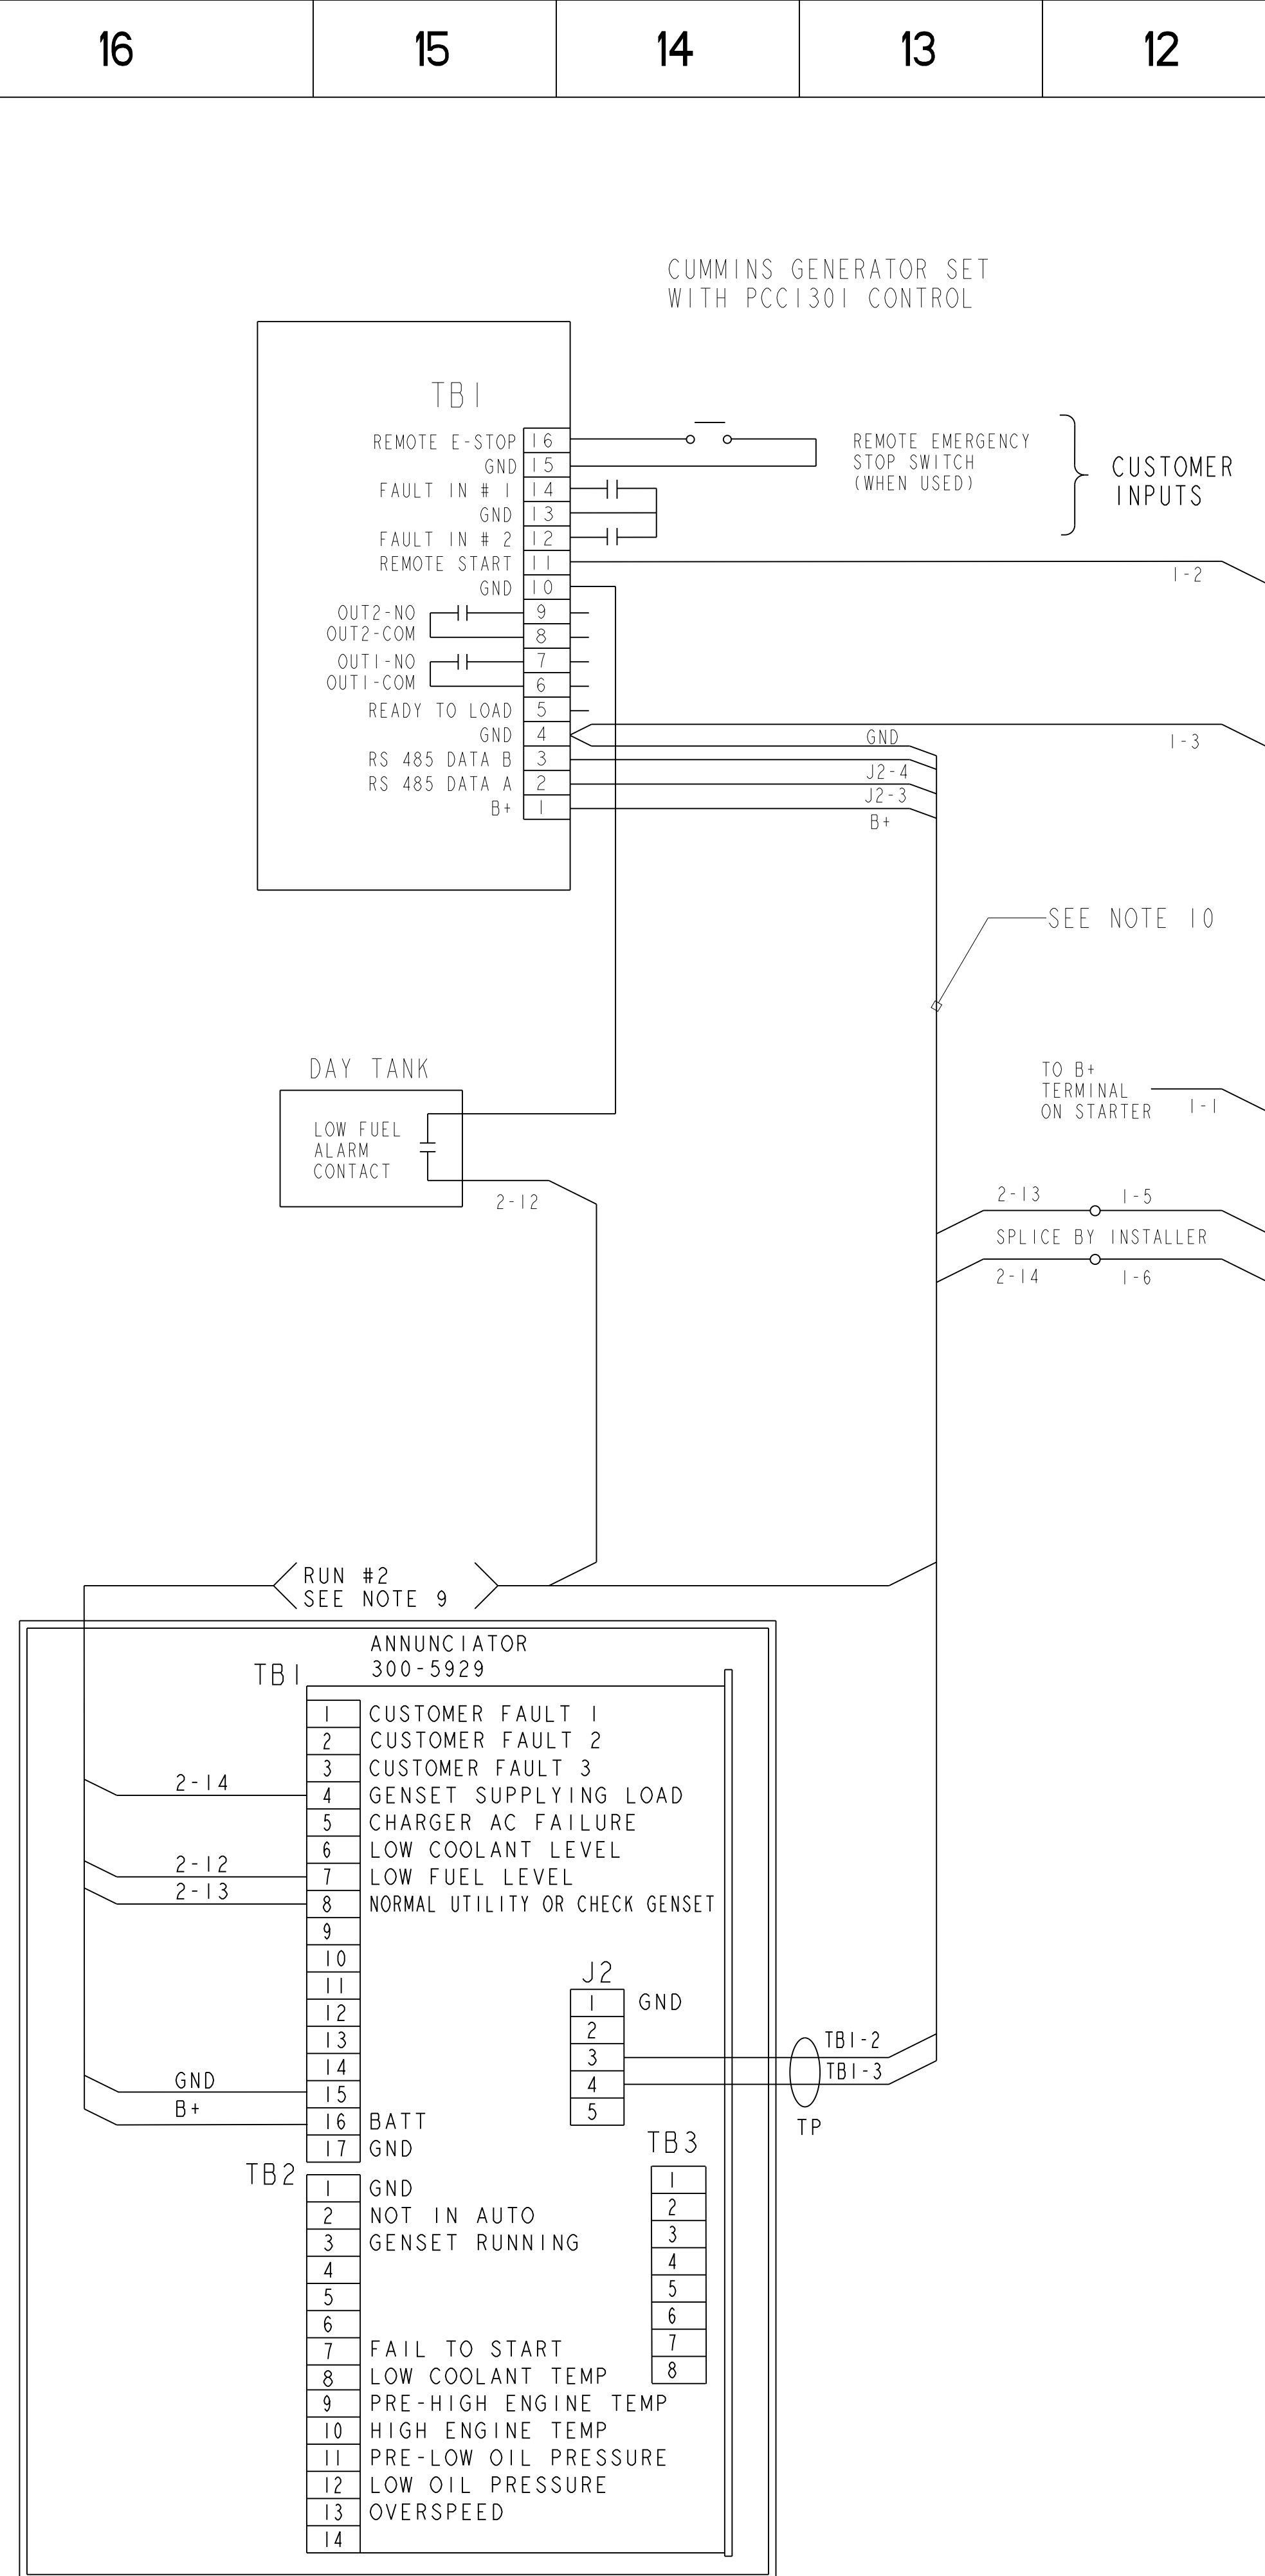 16 15 14 13 12
CUMMINS GENERATOR SET
WITH PCC1301 CONTROL
TB1
REMOTE E-STOP 16
GND 15
FAULT IN # 1 14
GND 13
FAULT IN # 2 12
REMOTE START 11
GND 10
OUT2-NO 9
OUT2-COM 8
OUT1-NO 7
OUT1-COM 6
READY TO LOAD 5
GND 4
RS 485 DATA B 3
RS 485 DATA A 2
B+ 1
REMOTE EMERGENCY
STOP SWITCH
(WHEN USED)
CUSTOMER
INPUTS
1-2
1-3
GND
J2-4
J2-3
B+
SEE NOTE 10
DAY TANK
LOW FUEL
ALARM
CONTACT
2-12
TO B+
TERMINAL
ON STARTER
1-1
2-13 1-5
SPLICE BY INSTALLER
2-14 1-6
RUN #2
SEE NOTE 9
ANNUNCIATOR
300-5929
TB1
1 CUSTOMER FAULT 1
2 CUSTOMER FAULT 2
3 CUSTOMER FAULT 3
2-14 4 GENSET SUPPLYING LOAD
5 CHARGER AC FAILURE
6 LOW COOLANT LEVEL
2-12 7 LOW FUEL LEVEL
2-13 8 NORMAL UTILITY OR CHECK GENSET
9
10
11
12
13
14
GND 15
B+ 16 BATT
17 GND
J2
1 GND
2
3 TB1-2
4 TB1-3
5
TP
TB2
1 GND
2 NOT IN AUTO
3 GENSET RUNNING
4
5
6
7 FAIL TO START
8 LOW COOLANT TEMP
9 PRE-HIGH ENGINE TEMP
10 HIGH ENGINE TEMP
11 PRE-LOW OIL PRESSURE
12 LOW OIL PRESSURE
13 OVERSPEED
14
TB3
1
2
3
4
5
6
7
8